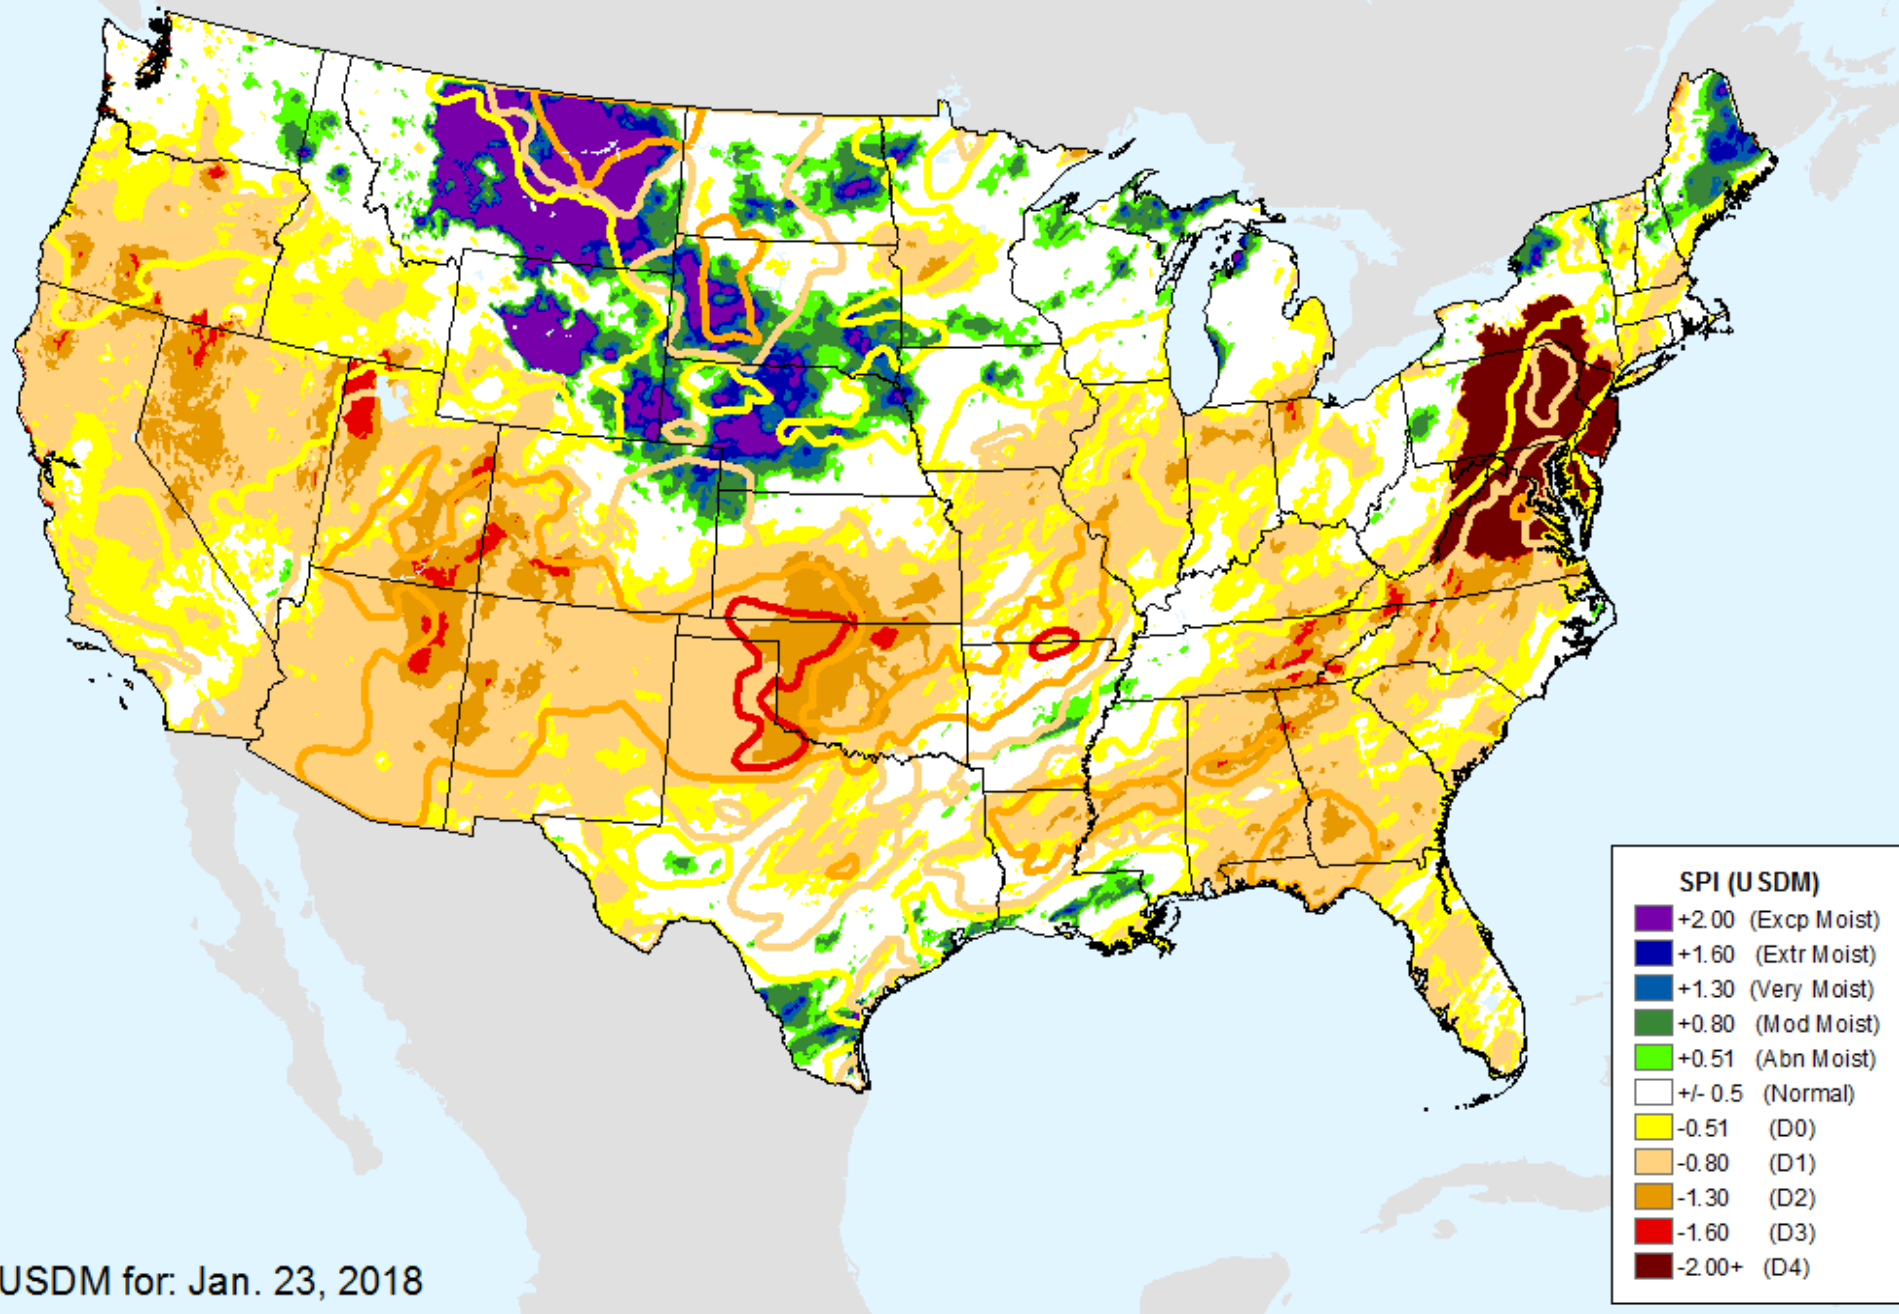 SPI (USDM)
+2.00 (Excp Moist)
+1.60 (Extr Moist)
+1.30 (Very Moist)
+0.80 (Mod Moist)
+0.51 (Abn Moist)
+/- 0.5 (Normal)
-0.51 (D0)
-0.80 (D1)
-1.30 (D2)
-1.60 (D3)
-2.00+ (D4)
USDM for: Jan. 23, 2018